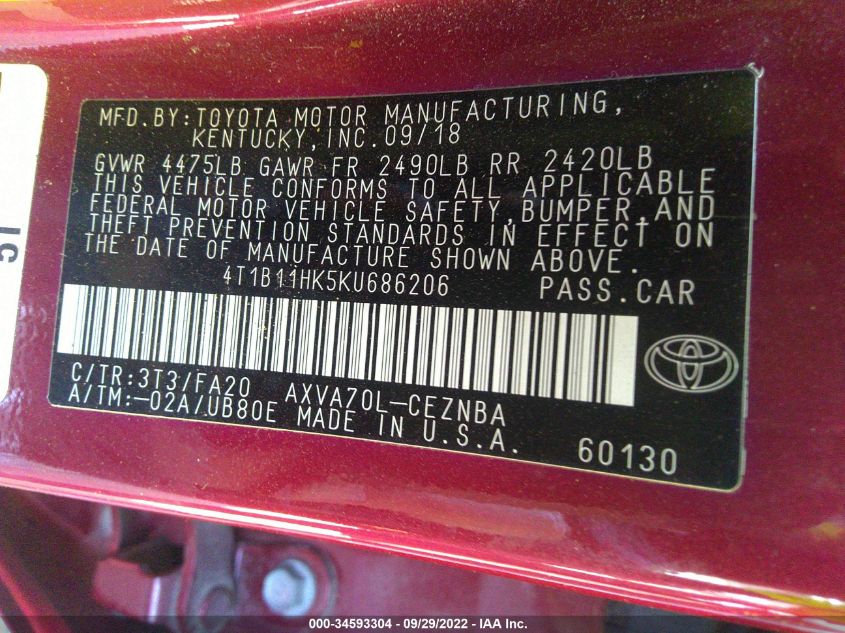 MFD.BY:TOYOTA MOTOR MANUFACTURING,
KENTUCKY,INC.09/18
GVWR 4475LB GAWR FR 2490LB RR 2420LB
THIS VEHICLE CONFORMS TO ALL APPLICABLE
FEDERAL MOTOR VEHICLE SAFETY,BUMPER,AND
THEFT PREVENTION STANDARDS IN EFFECT ON
THE DATE OF MANUFACTURE SHOWN ABOVE.
4T1B11HK5KU686206 PASS.CAR
C/TR:3T3/FA20 AXVA70L-CEZNBA
A/TM:-02A/UB80E MADE IN U.S.A. 60130
000-34593304 - 09/29/2022 - IAA Inc.